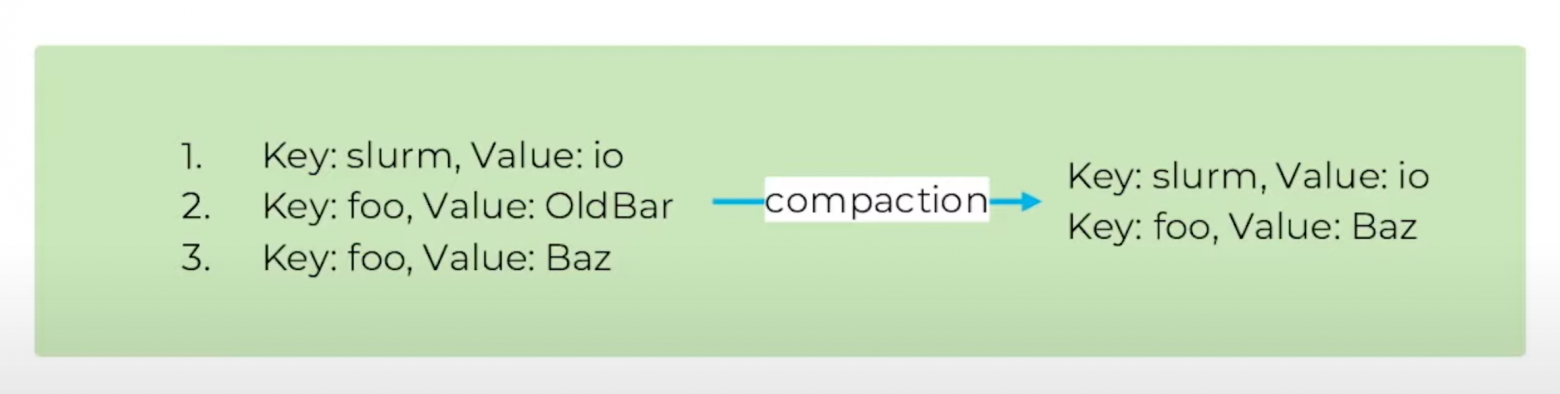 1. Key: slurm, Value: io
2. Key: foo, Value: OldBar
3. Key: foo, Value: Baz
compaction
Key: slurm, Value: io
Key: foo, Value: Baz